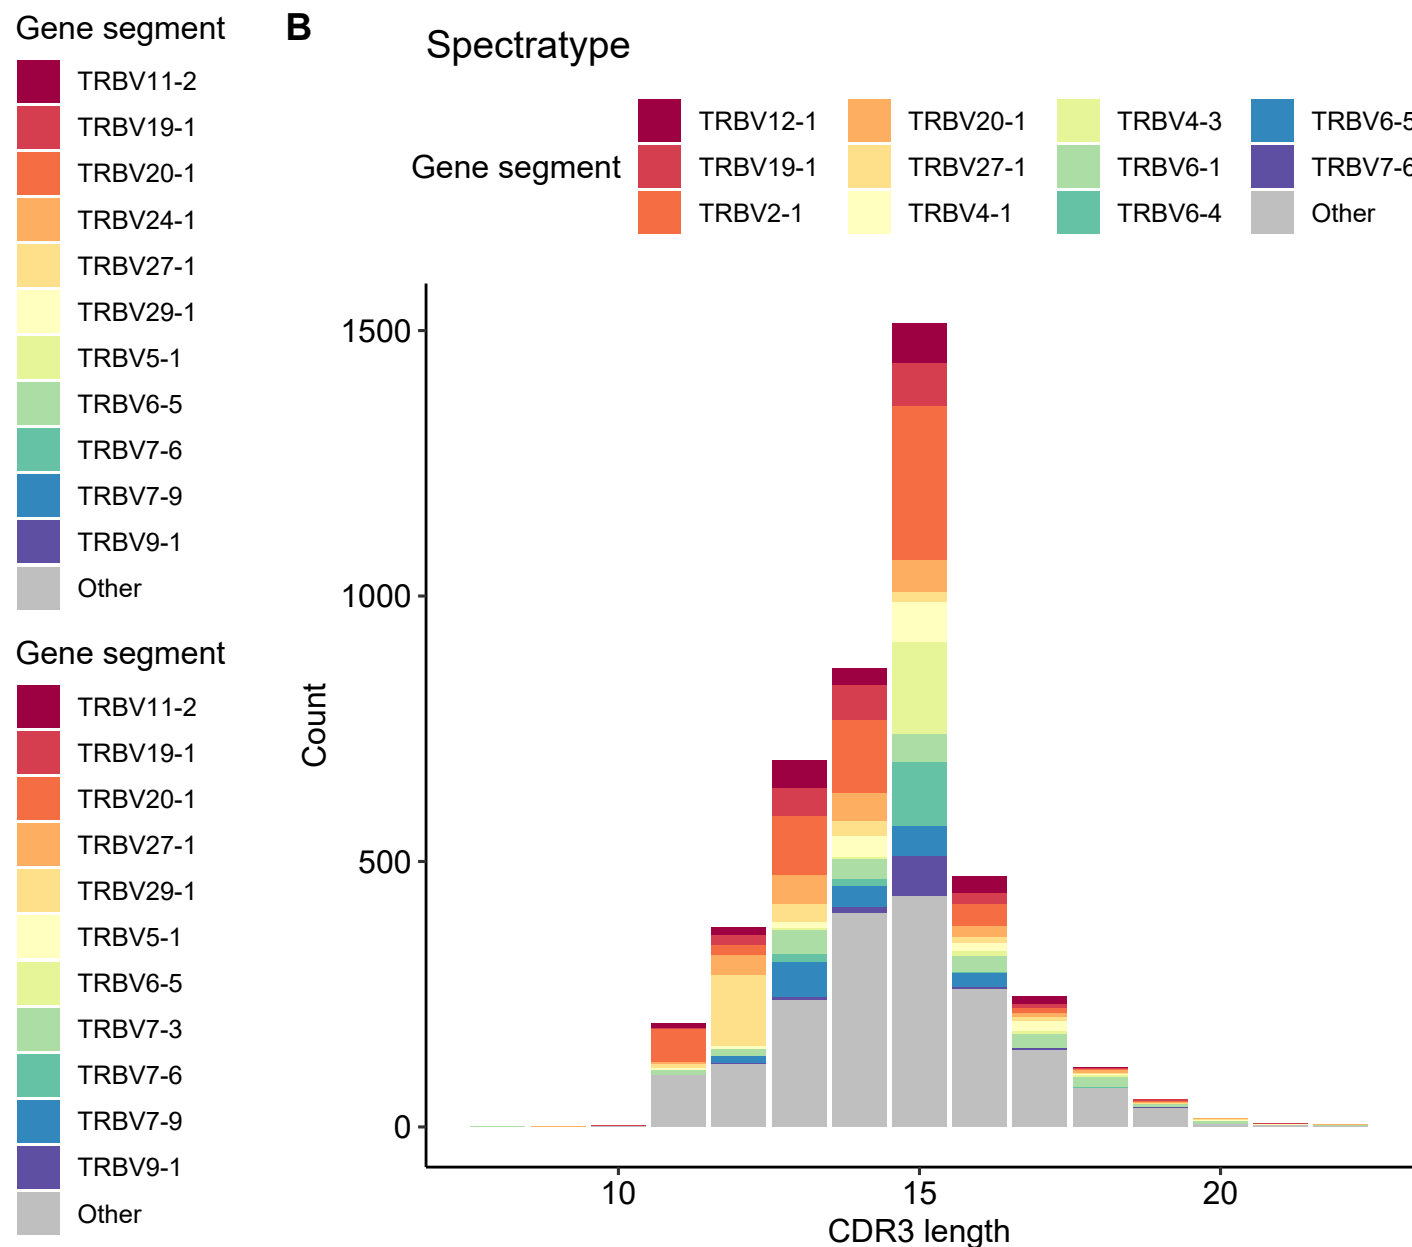 Gene segment
TRBV11-2
TRBV19-1
TRBV20-1
TRBV24-1
TRBV27-1
TRBV29-1
TRBV5-1
TRBV6-5
TRBV7-6
TRBV7-9
TRBV9-1
Other
Gene segment
TRBV11-2
TRBV19-1
TRBV20-1
TRBV27-1
TRBV29-1
TRBV5-1
TRBV6-5
TRBV7-3
TRBV7-6
TRBV7-9
TRBV9-1
Other
B
Spectratype
Gene segment
TRBV12-1 TRBV20-1 TRBV4-3 TRBV6-5
TRBV19-1 TRBV27-1 TRBV6-1 TRBV7-6
TRBV2-1 TRBV4-1 TRBV6-4 Other
Count
1500
1000
500
0
10 15 20
CDR3 length